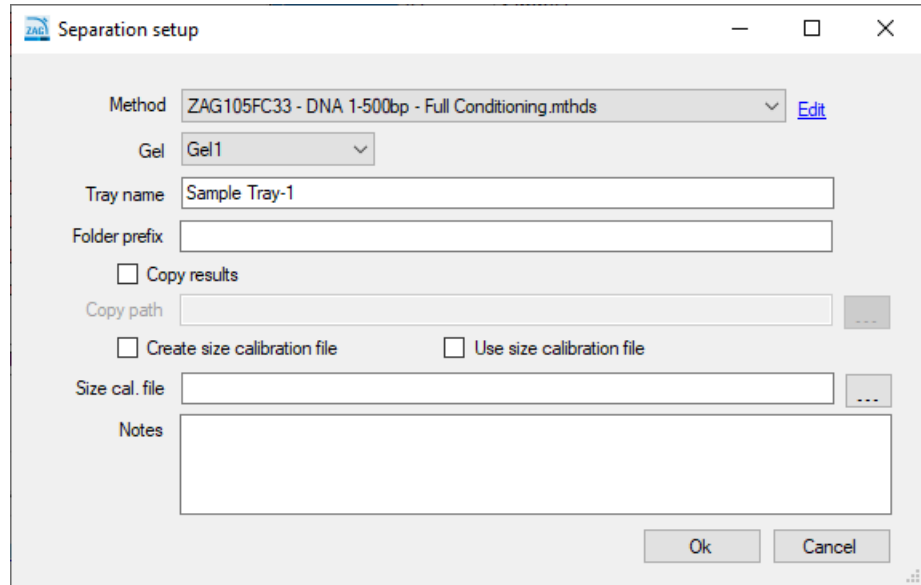 ZAG Separation setup
Method ZAG105FC33 - DNA 1-500bp - Full Conditioning.mthds Edit
Gel Gel1
Tray name Sample Tray-1
Folder prefix
Copy results
Copy path ...
Create size calibration file Use size calibration file
Size cal. file ...
Notes
Ok Cancel